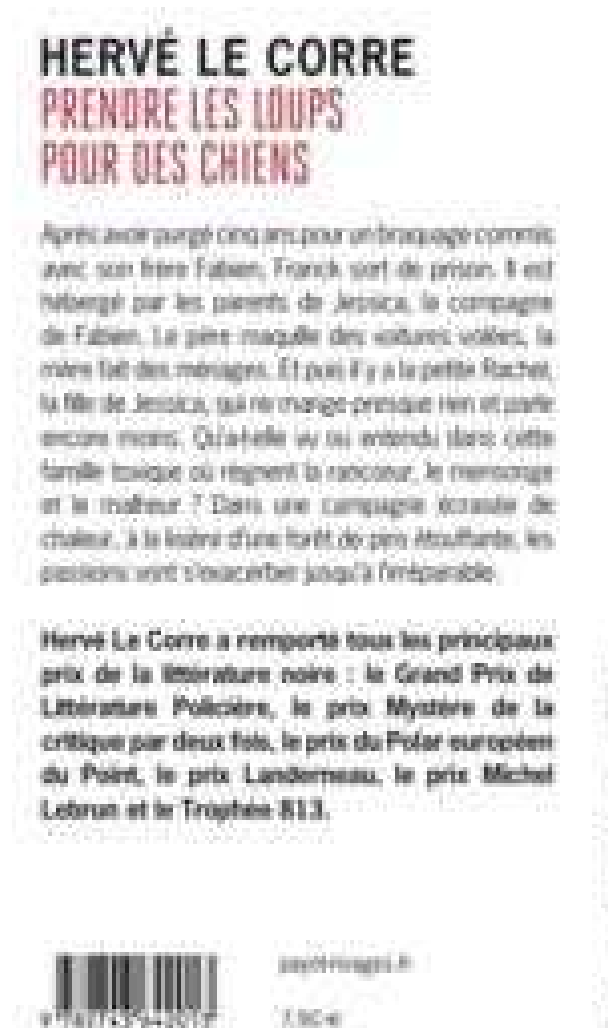 HERVÉ LE CORRE
PRENDRE LES LOUPS
POUR DES CHIENS
Après avoir purgé cinq ans pour un braquage commis
avec son frère Fabien, Franck sort de prison. Il est
hébergé par les parents de Jessica, la compagne
de Fabien. Le père maquille des voitures volées, la
mère fait des ménages. Et puis il y a la petite Rachel,
la fille de Jessica, qui ne mange presque rien et parle
encore moins. Qu'a-t-elle vu ou entendu dans cette
famille toxique où règnent la rancœur, le mensonge
et le malheur ? Dans une campagne écrasée de
chaleur, à la lisière d'une forêt de pins étouffante, les
passions vont s'exacerber jusqu'à l'irréparable.
Hervé Le Corre a remporté tous les principaux
prix de la littérature noire : le Grand Prix de
Littérature Policière, le prix Mystère de la
critique par deux fois, le prix du Polar européen
du Point, le prix Landerneau, le prix Michel
Lebrun et le Trophée 813.
payot-rivages.fr